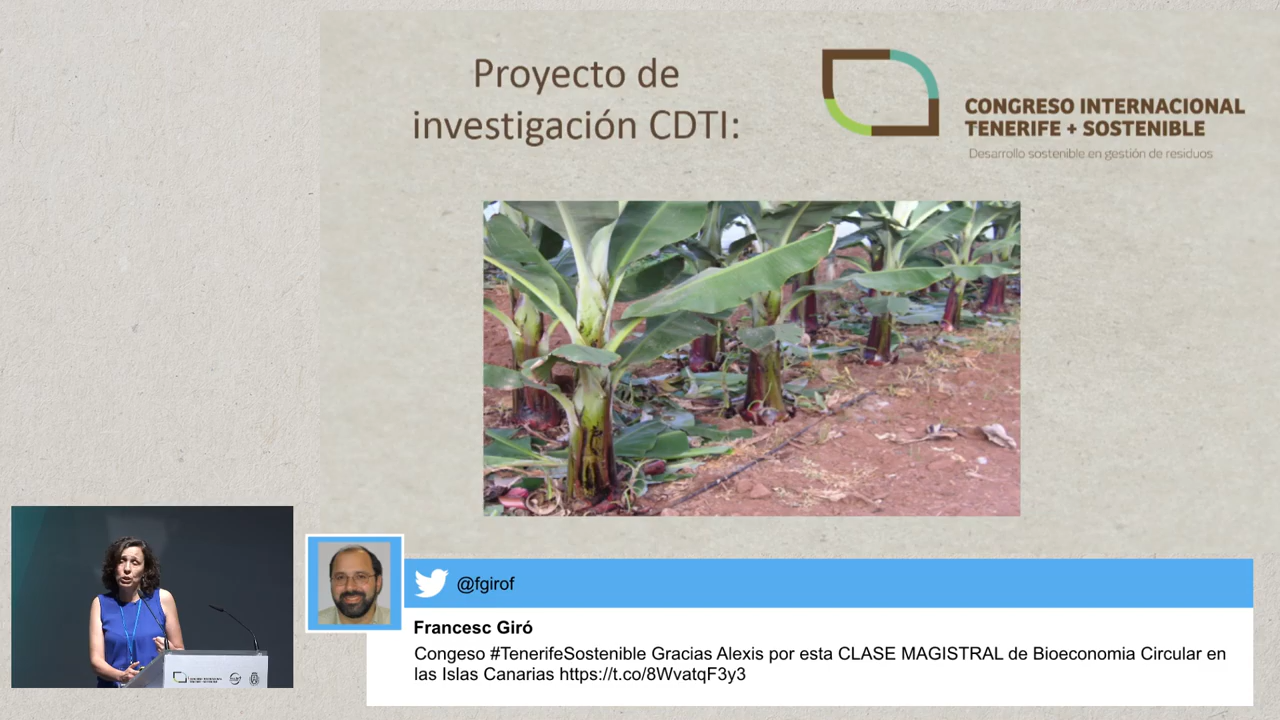 Proyecto de
investigación CDTI:
CONGRESO INTERNACIONAL
TENERIFE + SOSTENIBLE
Desarrollo sostenible en gestión de residuos
@fgirof
Francesc Giró
Congeso #TenerifeSostenible Gracias Alexis por esta CLASE MAGISTRAL de Bioeconomia Circular en
las Islas Canarias https://t.co/8WvatqF3y3